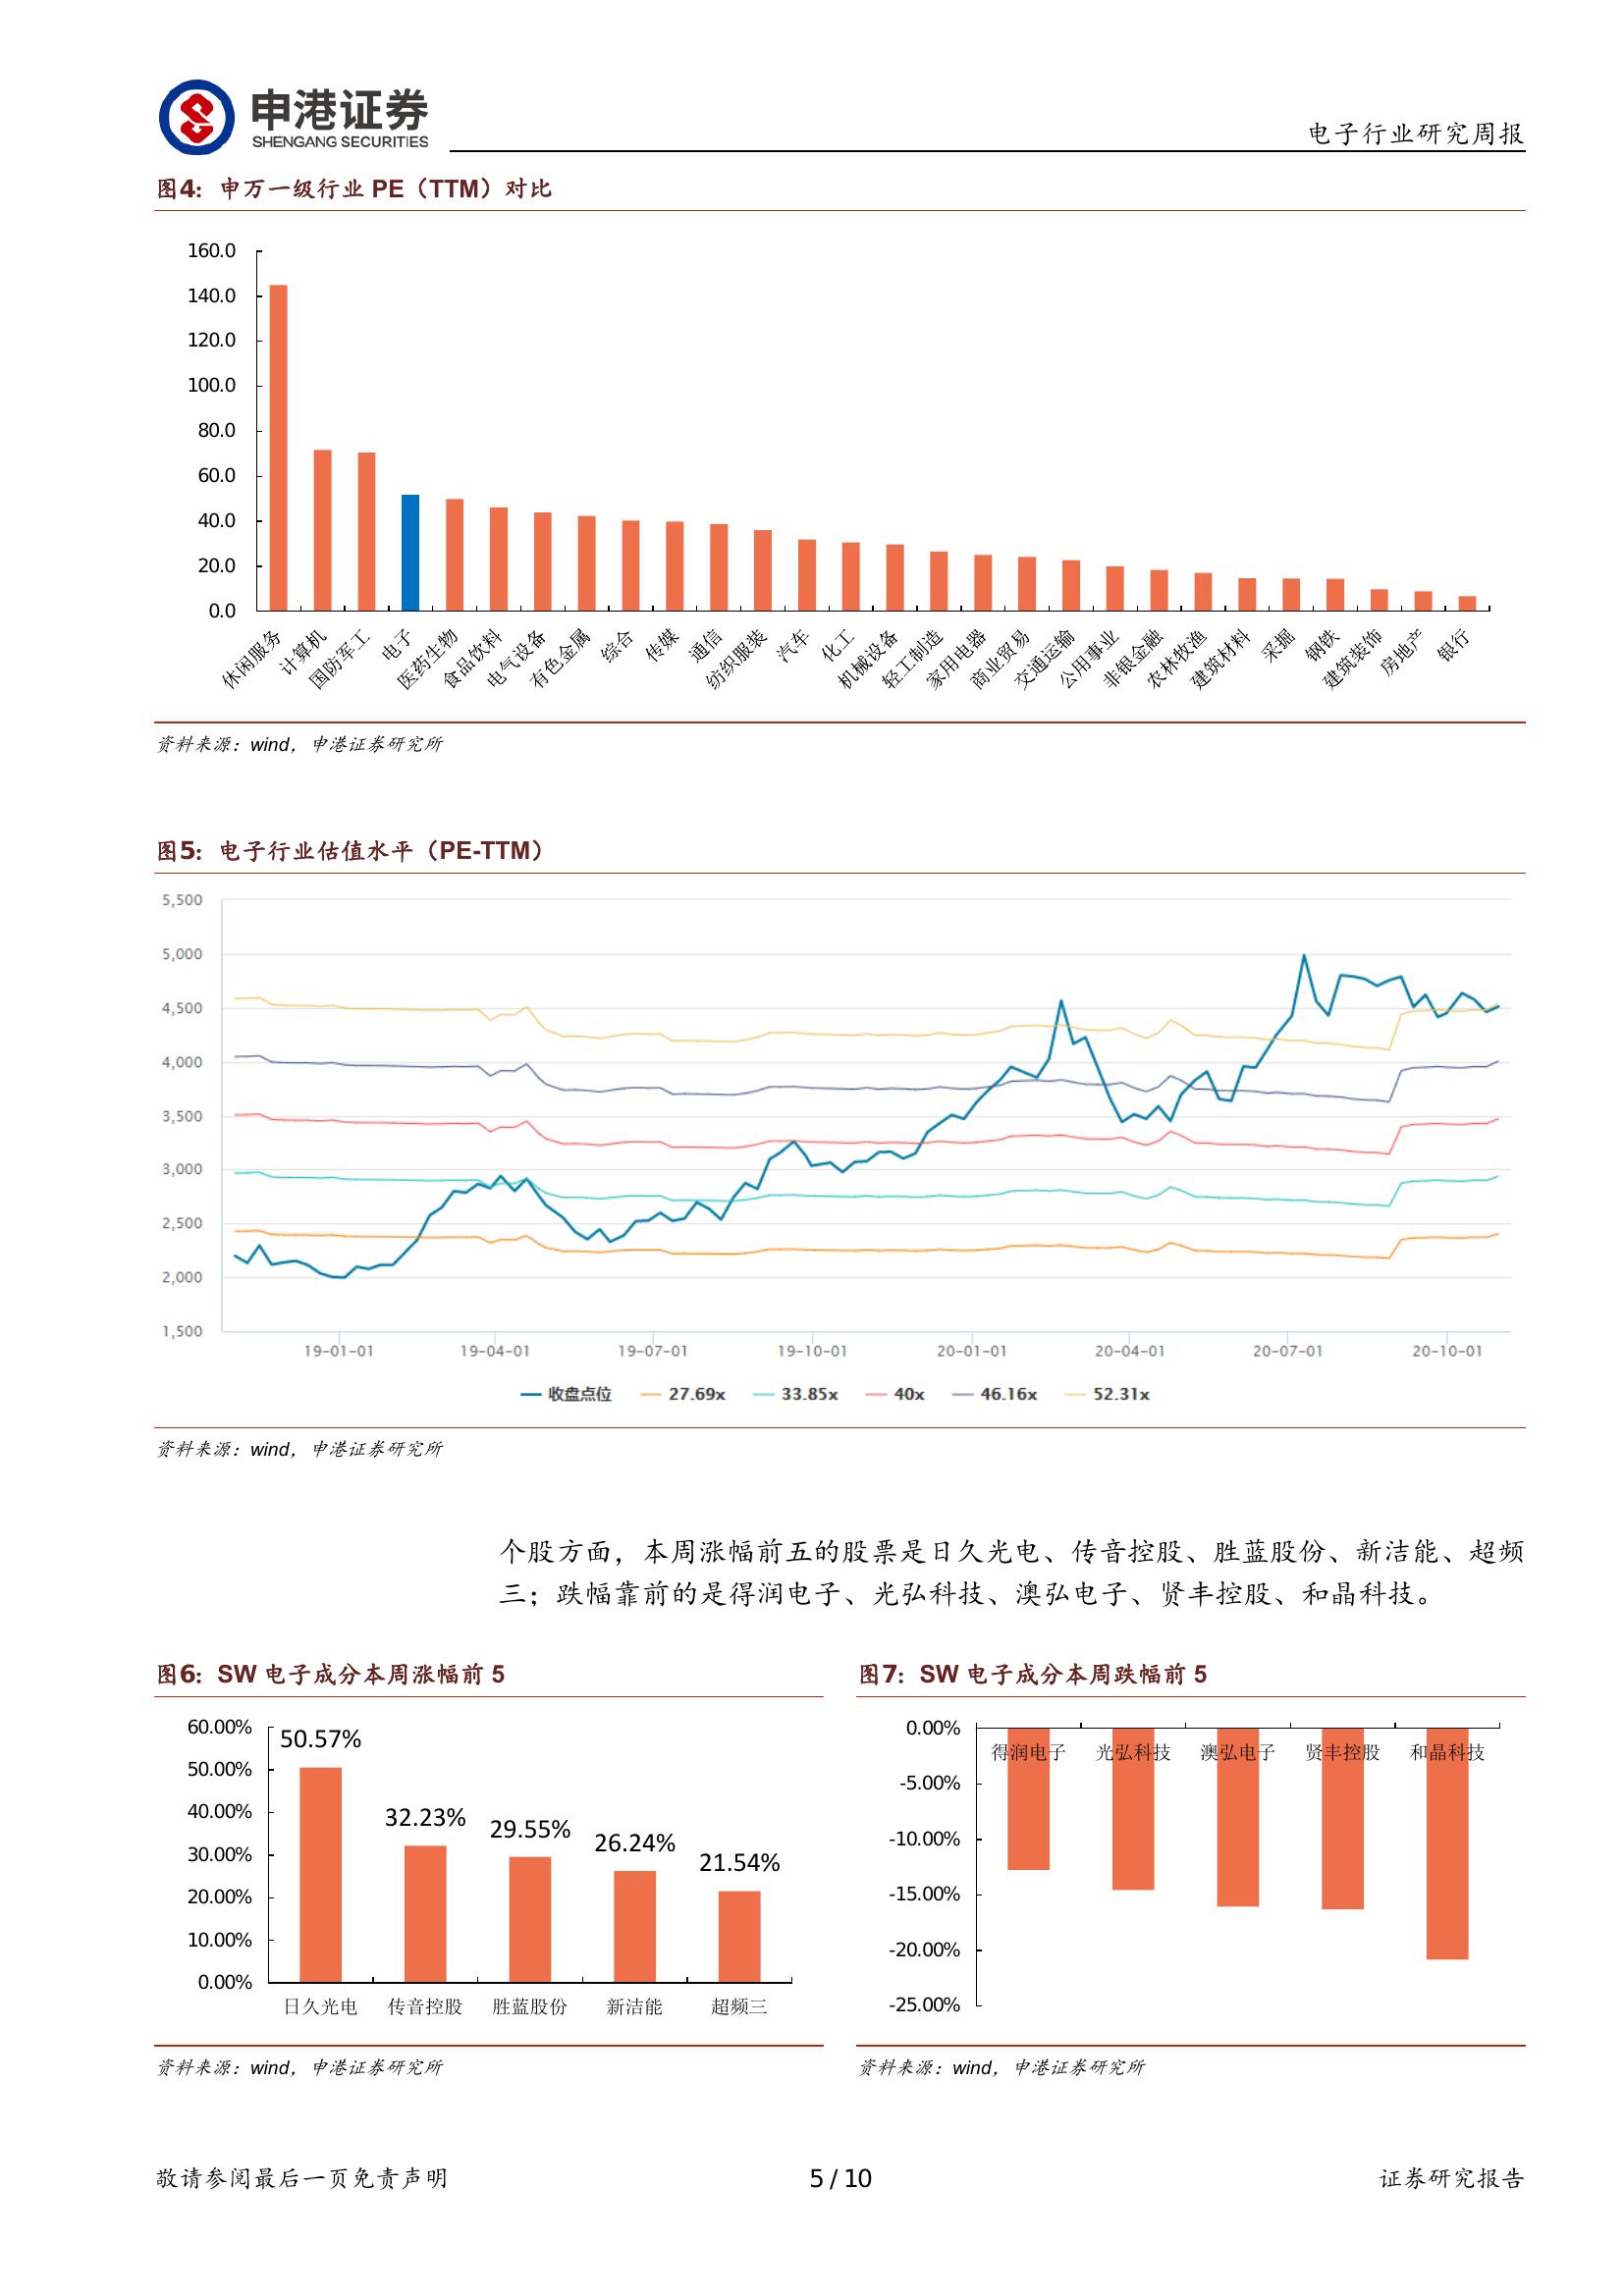 申港证券
SHENGANG SECURITIES
电子行业研究周报
图4：申万一级行业 PE（TTM）对比
160.0
140.0
120.0
100.0
80.0
60.0
40.0
20.0
0.0
休闲服务
计算机
国防军工
电子
医药生物
食品饮料
电气设备
有色金属
综合
传媒
通信
纺织服装
汽车
化工
机械设备
轻工制造
家用电器
商业贸易
交通运输
公用事业
非银金融
农林牧渔
建筑材料
采掘
钢铁
建筑装饰
房地产
银行
资料来源：wind，申港证券研究所
图5：电子行业估值水平（PE-TTM）
5,500
5,000
4,500
4,000
3,500
3,000
2,500
2,000
1,500
19-01-01 19-04-01 19-07-01 19-10-01 20-01-01 20-04-01 20-07-01 20-10-01
收盘点位 27.69x 33.85x 40x 46.16x 52.31x
资料来源：wind，申港证券研究所
个股方面，本周涨幅前五的股票是日久光电、传音控股、胜蓝股份、新洁能、超频
三；跌幅靠前的是得润电子、光弘科技、澳弘电子、贤丰控股、和晶科技。
图6：SW 电子成分本周涨幅前 5
60.00%
50.00%
40.00%
30.00%
20.00%
10.00%
0.00%
50.57%
32.23%
29.55%
26.24%
21.54%
日久光电 传音控股 胜蓝股份 新洁能 超频三
资料来源：wind，申港证券研究所
图7：SW 电子成分本周跌幅前 5
0.00%
-5.00%
-10.00%
-15.00%
-20.00%
-25.00%
得润电子 光弘科技 澳弘电子 贤丰控股 和晶科技
资料来源：wind，申港证券研究所
敬请参阅最后一页免责声明
5 / 10
证券研究报告